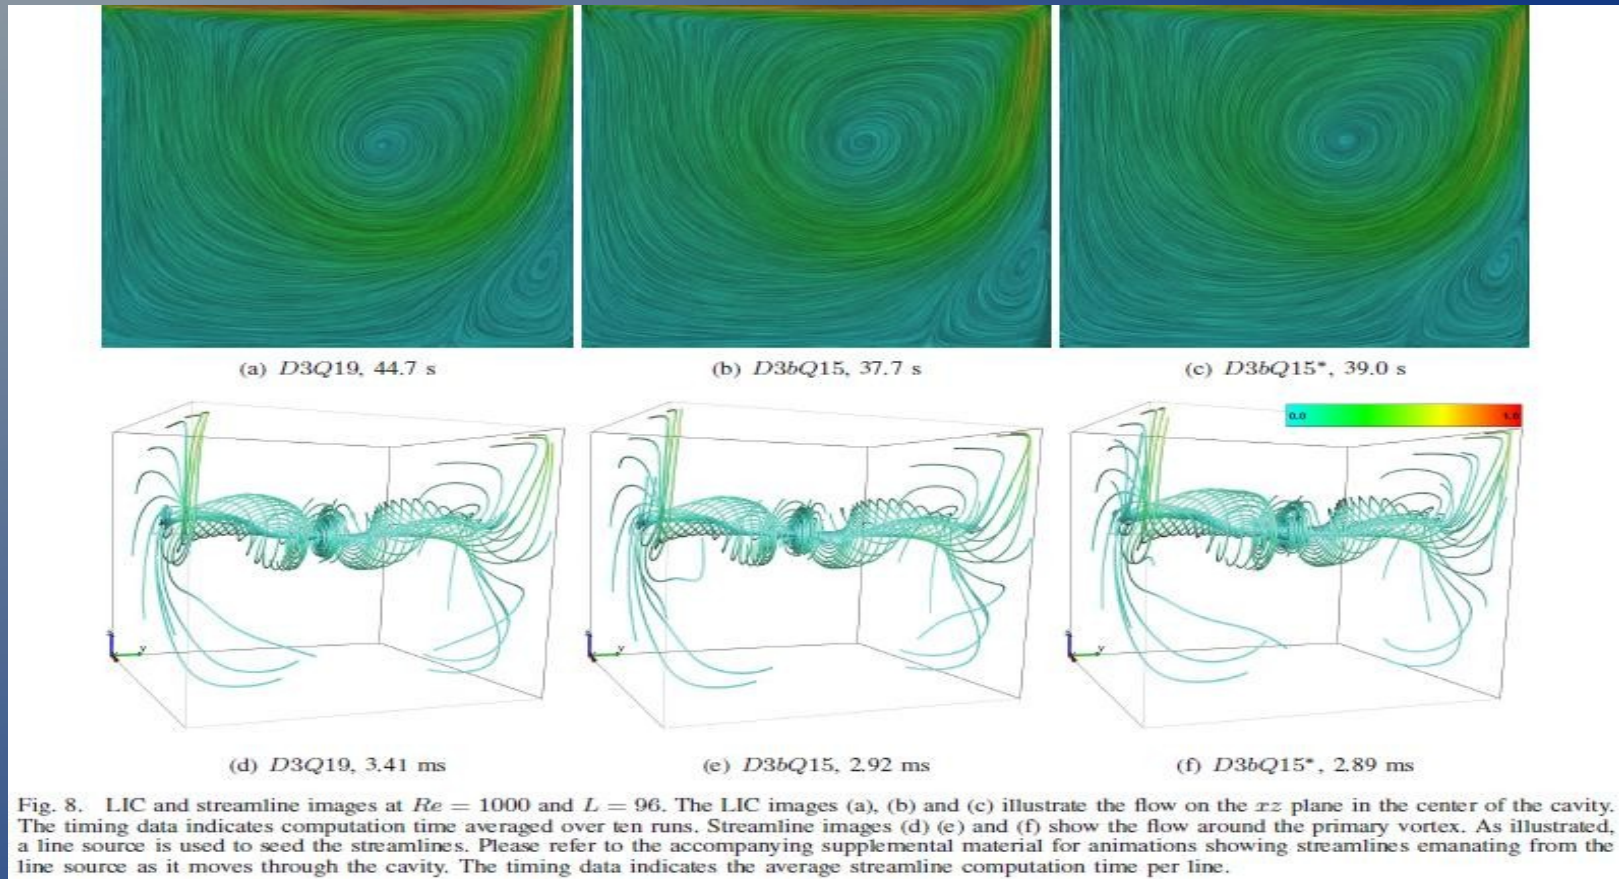 (a) D3Q19, 44.7 s
(b) D3bQ15, 37.7 s
(c) D3bQ15*, 39.0 s
0.0
1.0
Y
Y
Y
(d) D3Q19, 3.41 ms
(e) D3bQ15, 2.92 ms
(f) D3bQ15*, 2.89 ms
Fig. 8. LIC and streamline images at Re = 1000 and L = 96. The LIC images (a), (b) and (c) illustrate the flow on the xz plane in the center of the cavity.
The timing data indicates computation time averaged over ten runs. Streamline images (d) (e) and (f) show the flow around the primary vortex. As illustrated,
a line source is used to seed the streamlines. Please refer to the accompanying supplemental material for animations showing streamlines emanating from the
line source as it moves through the cavity. The timing data indicates the average streamline computation time per line.